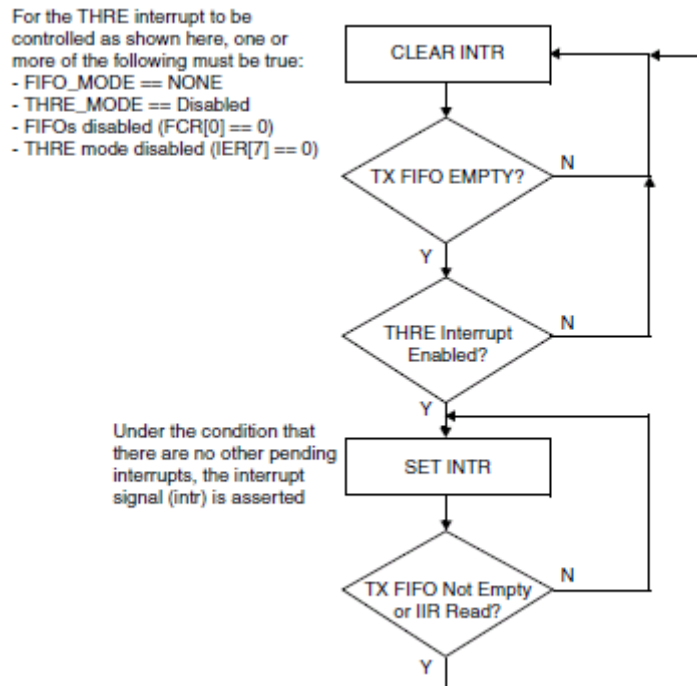 For the THRE interrupt to be
controlled as shown here, one or
more of the following must be true:
- FIFO_MODE == NONE
- THRE_MODE == Disabled
- FIFOs disabled (FCR[0] == 0)
- THRE mode disabled (IER[7] == 0)
CLEAR INTR
TX FIFO EMPTY?
N
Y
THRE Interrupt
Enabled?
N
Y
Under the condition that
there are no other pending
interrupts, the interrupt
signal (intr) is asserted
SET INTR
TX FIFO Not Empty
or IIR Read?
N
Y